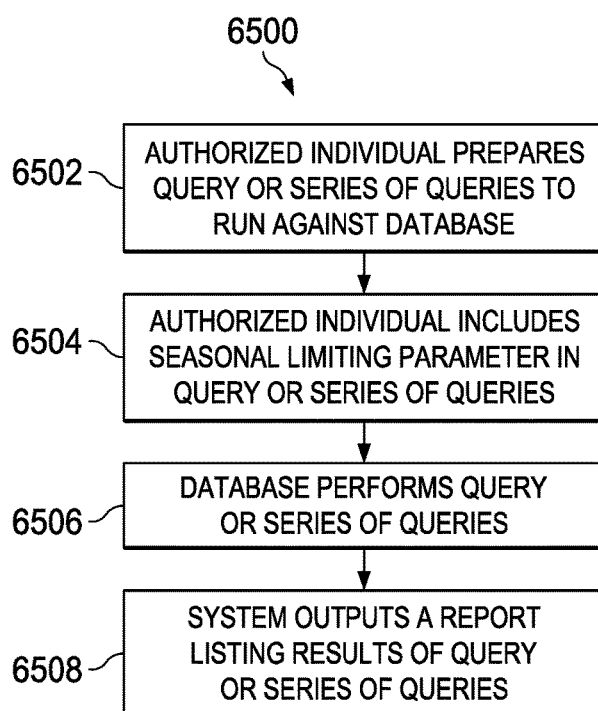 6500
6502
AUTHORIZED INDIVIDUAL PREPARES
QUERY OR SERIES OF QUERIES TO
RUN AGAINST DATABASE
6504
AUTHORIZED INDIVIDUAL INCLUDES
SEASONAL LIMITING PARAMETER IN
QUERY OR SERIES OF QUERIES
6506
DATABASE PERFORMS QUERY
OR SERIES OF QUERIES
6508
SYSTEM OUTPUTS A REPORT
LISTING RESULTS OF QUERY
OR SERIES OF QUERIES